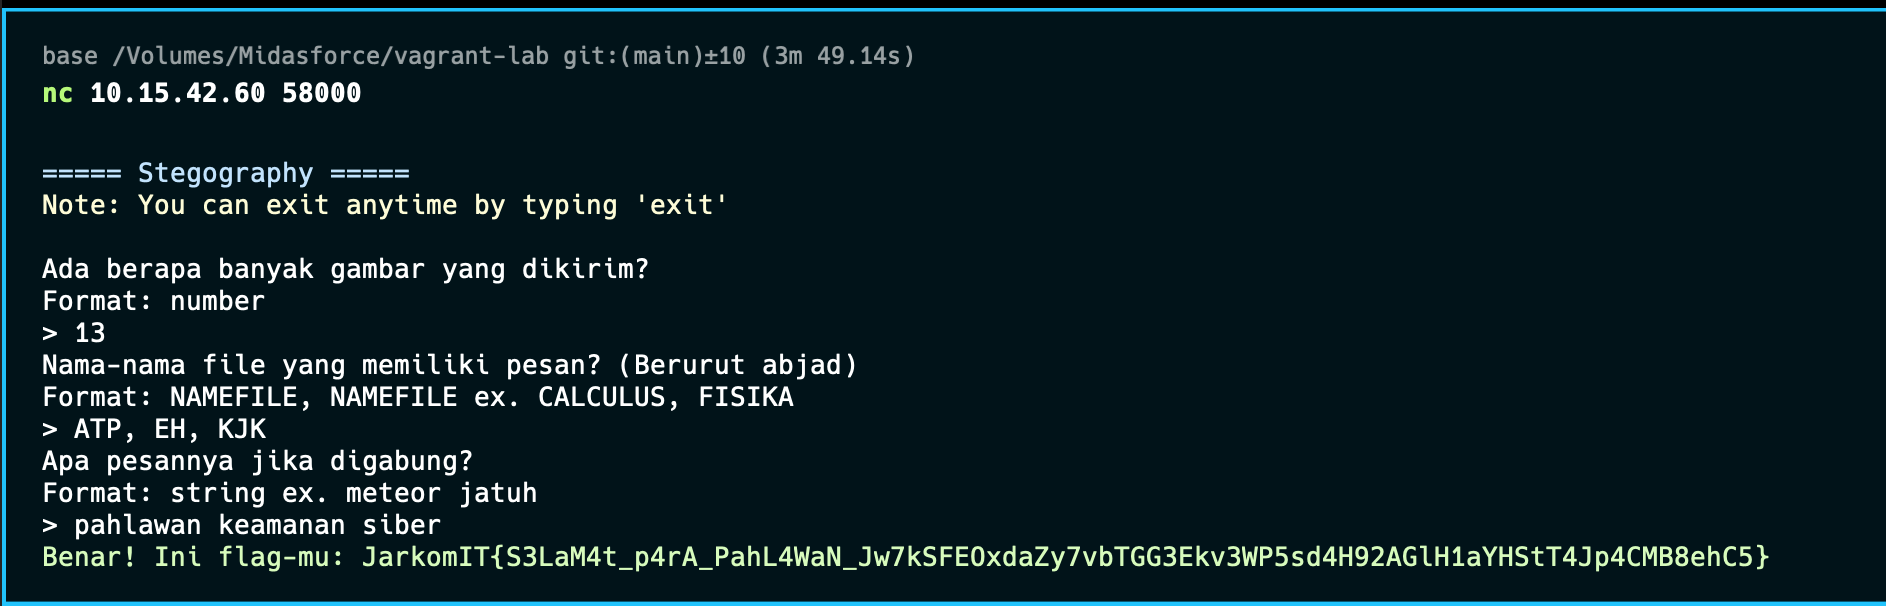 base /Volumes/Midasforce/vagrant-lab git:(main)±10 (3m 49.14s)
nc 10.15.42.60 58000
===== Stegography =====
Note: You can exit anytime by typing 'exit'
Ada berapa banyak gambar yang dikirim?
Format: number
> 13
Nama-nama file yang memiliki pesan? (Berurut abjad)
Format: NAMEFILE, NAMEFILE ex. CALCULUS, FISIKA
> ATP, EH, KJK
Apa pesannya jika digabung?
Format: string ex. meteor jatuh
> pahlawan keamanan siber
Benar! Ini flag-mu: JarkomIT{S3LaM4t_p4rA_PahL4WaN_Jw7kSFEOxdaZy7vbTGG3Ekv3WP5sd4H92AGlH1aYHStT4Jp4CMB8ehC5}